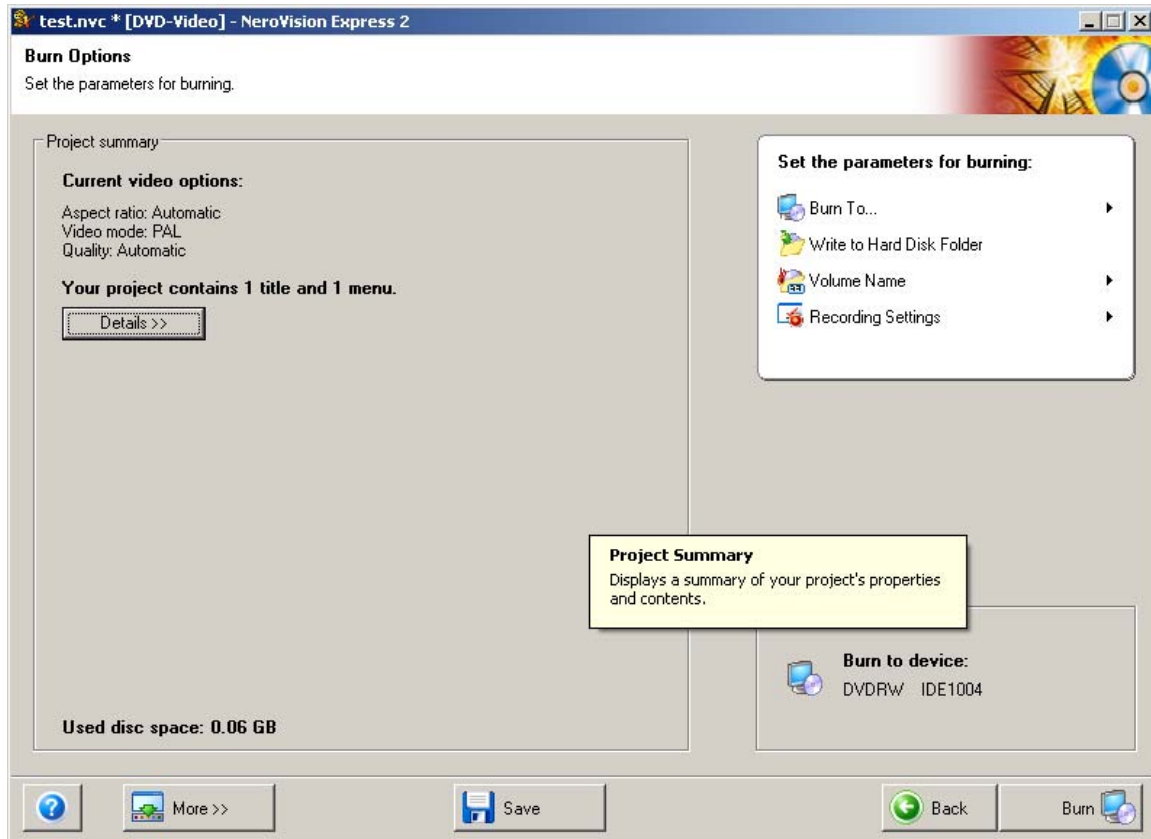 test.nvc * [DVD-Video] - NeroVision Express 2
Burn Options
Set the parameters for burning.
Project summary
Current video options:
Aspect ratio: Automatic
Video mode: PAL
Quality: Automatic
Your project contains 1 title and 1 menu.
Details >>
Used disc space: 0.06 GB
Set the parameters for burning:
Burn To...
Write to Hard Disk Folder
Volume Name
Recording Settings
Project Summary
Displays a summary of your project's properties
and contents.
Burn to device:
DVDRW IDE1004
More >>
Save
Back
Burn